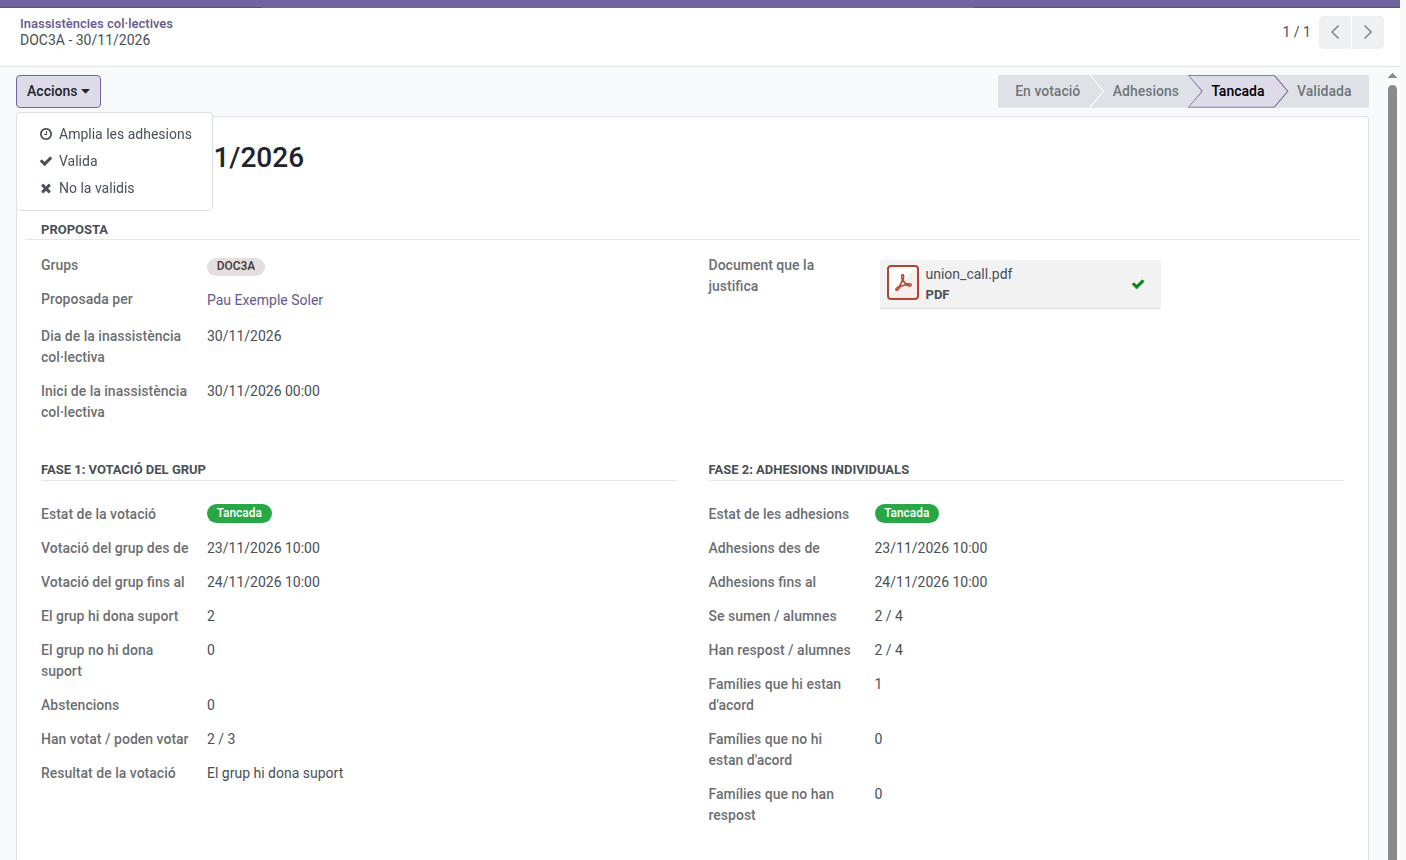 Inassistències col·lectives
DOC3A - 30/11/2026
1 / 1
Accions
En votació
Adhesions
Tancada
Validada
Amplia les adhesions
Valida
No la validis
1/2026
PROPOSTA
Grups
DOC3A
Proposada per
Pau Exemple Soler
Dia de la inassistència
col·lectiva
30/11/2026
Inici de la inassistència
col·lectiva
30/11/2026 00:00
Document que la
justifica
union_call.pdf
PDF
FASE 1: VOTACIÓ DEL GRUP
Estat de la votació
Tancada
Votació del grup des de
23/11/2026 10:00
Votació del grup fins al
24/11/2026 10:00
El grup hi dona suport
2
El grup no hi dona
suport
0
Abstencions
0
Han votat / poden votar
2 / 3
Resultat de la votació
El grup hi dona suport
FASE 2: ADHESIONS INDIVIDUALS
Estat de les adhesions
Tancada
Adhesions des de
23/11/2026 10:00
Adhesions fins al
24/11/2026 10:00
Se sumen / alumnes
2 / 4
Han respost / alumnes
2 / 4
Famílies que hi estan
d'acord
1
Famílies que no hi
estan d'acord
0
Famílies que no han
respost
0